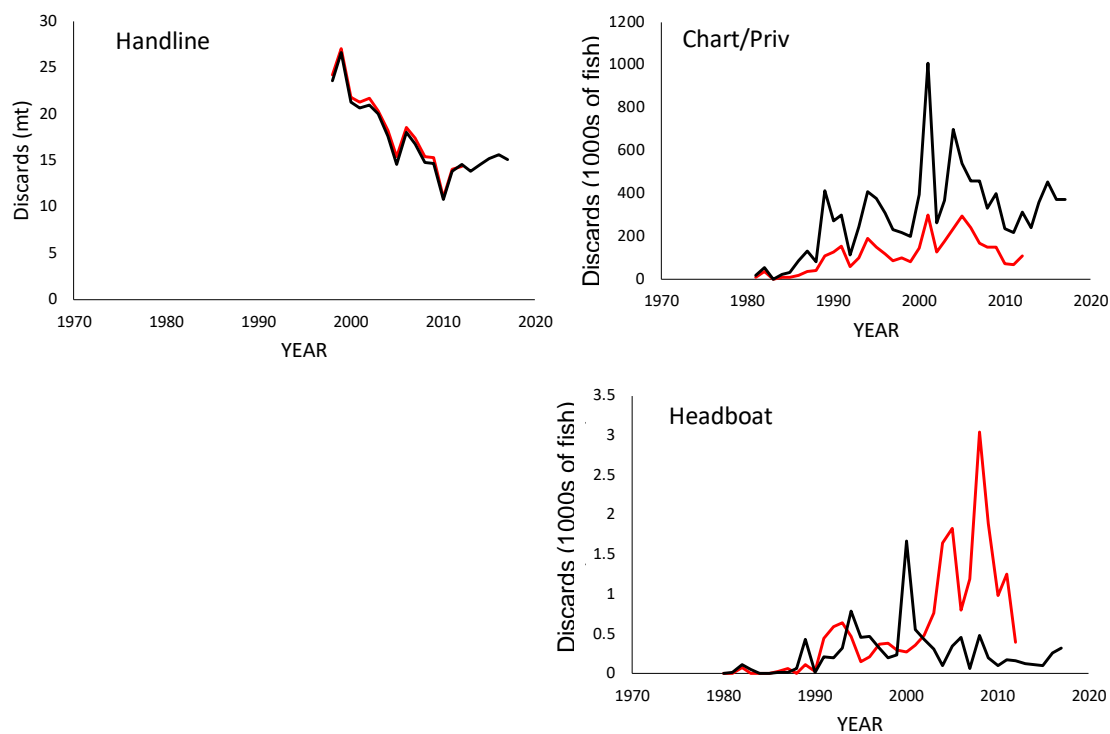 Handline
Discards (mt)
30
25
20
15
10
5
0
1970 1980 1990 2000 2010 2020
YEAR
Chart/Priv
Discards (1000s of fish)
1200
1000
800
600
400
200
0
1970 1980 1990 2000 2010 2020
YEAR
Headboat
Discards (1000s of fish)
3.5
3
2.5
2
1.5
1
0.5
0
1970 1980 1990 2000 2010 2020
YEAR